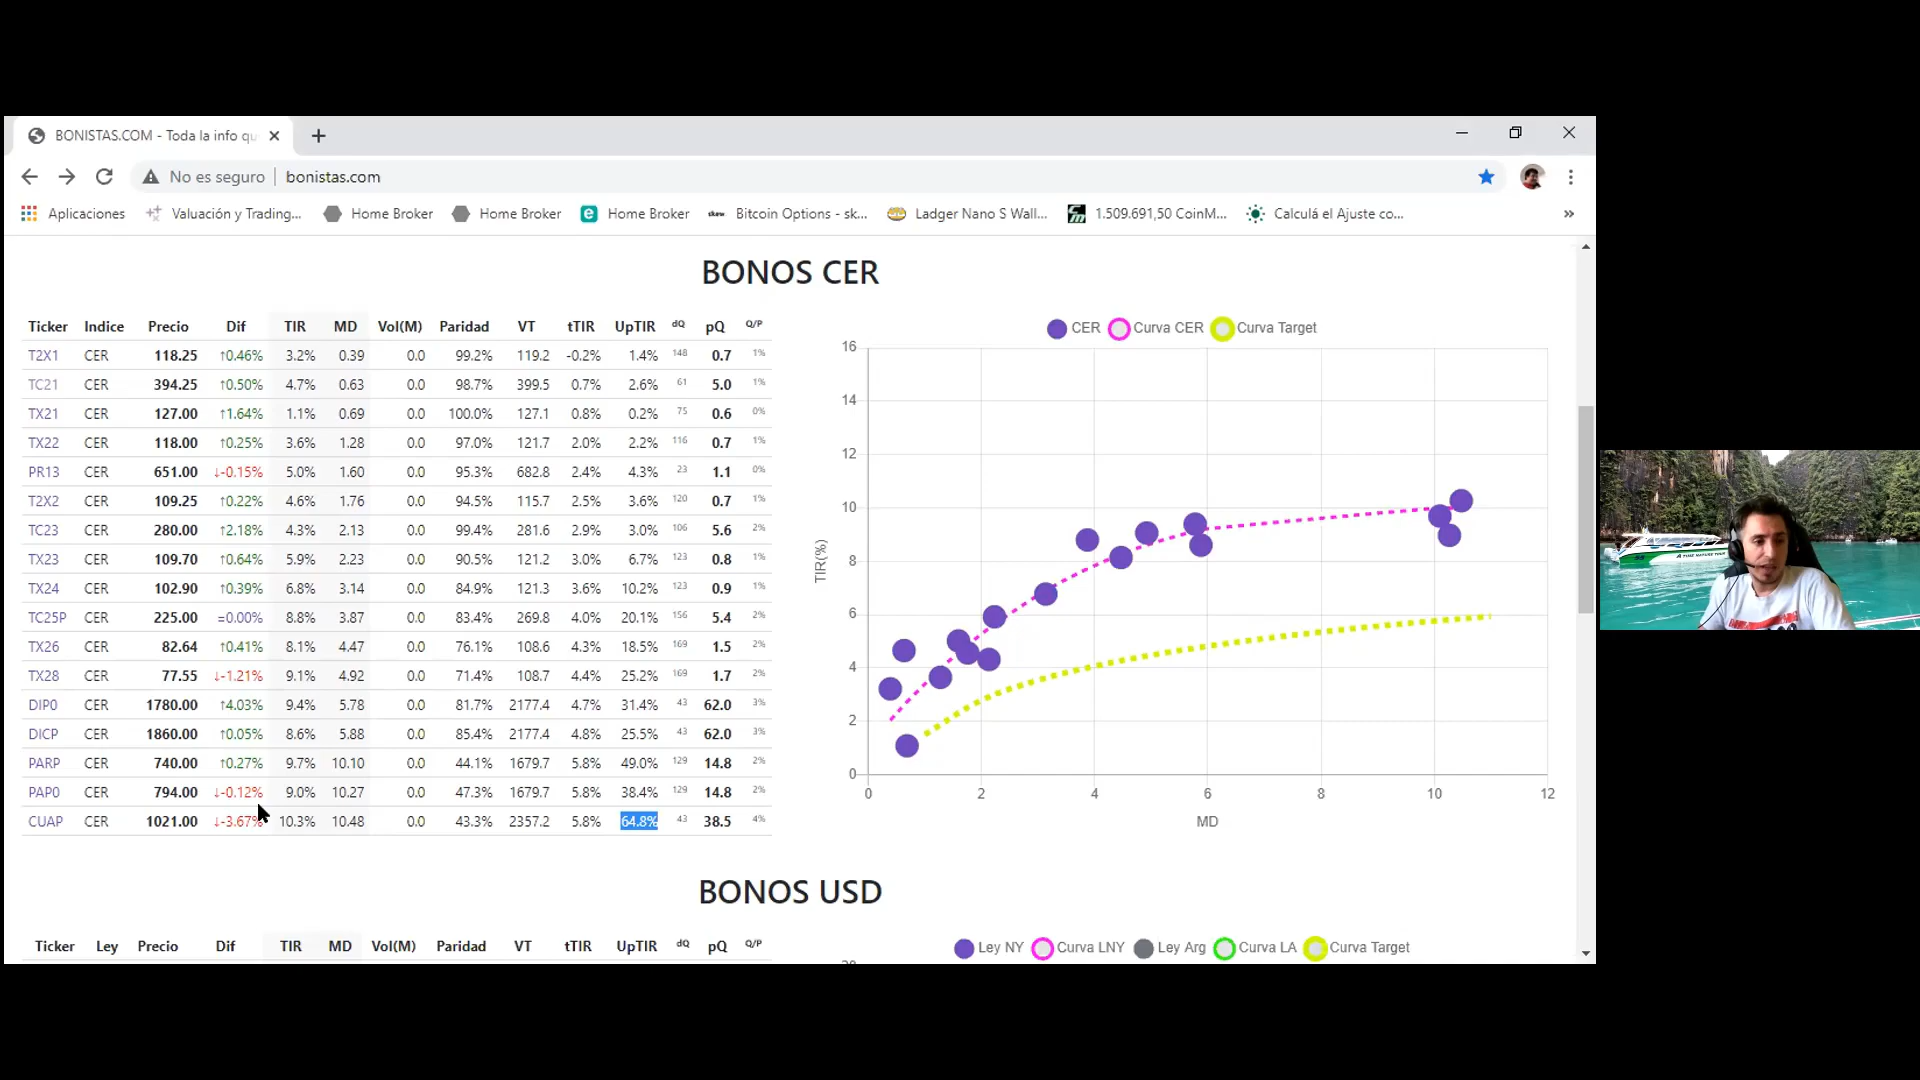 BONISTAS.COM - Toda la info qu
No es seguro bonistas.com
Aplicaciones Valuación y Trading... Home Broker Home Broker Home Broker skew Bitcoin Options - sk... Ladger Nano S Wall... 1.509.691,50 CoinM... Calculá el Ajuste co... »
BONOS CER
Ticker Indice Precio Dif TIR MD Vol(M) Paridad VT tTIR UpTIR dQ pQ Q/P
T2X1 CER 118.25 ↑0.46% 3.2% 0.39 0.0 99.2% 119.2 -0.2% 1.4% 148 0.7 1%
TC21 CER 394.25 ↑0.50% 4.7% 0.63 0.0 98.7% 399.5 0.7% 2.6% 61 5.0 1%
TX21 CER 127.00 ↑1.64% 1.1% 0.69 0.0 100.0% 127.1 0.8% 0.2% 75 0.6 0%
TX22 CER 118.00 ↑0.25% 3.6% 1.28 0.0 97.0% 121.7 2.0% 2.2% 116 0.7 1%
PR13 CER 651.00 ↓-0.15% 5.0% 1.60 0.0 95.3% 682.8 2.4% 4.3% 23 1.1 0%
T2X2 CER 109.25 ↑0.22% 4.6% 1.76 0.0 94.5% 115.7 2.5% 3.6% 120 0.7 1%
TC23 CER 280.00 ↑2.18% 4.3% 2.13 0.0 99.4% 281.6 2.9% 3.0% 106 5.6 2%
TX23 CER 109.70 ↑0.64% 5.9% 2.23 0.0 90.5% 121.2 3.0% 6.7% 123 0.8 1%
TX24 CER 102.90 ↑0.39% 6.8% 3.14 0.0 84.9% 121.3 3.6% 10.2% 123 0.9 1%
TC25P CER 225.00 =0.00% 8.8% 3.87 0.0 83.4% 269.8 4.0% 20.1% 156 5.4 2%
TX26 CER 82.64 ↑0.41% 8.1% 4.47 0.0 76.1% 108.6 4.3% 18.5% 169 1.5 2%
TX28 CER 77.55 ↓-1.21% 9.1% 4.92 0.0 71.4% 108.7 4.4% 25.2% 169 1.7 2%
DIP0 CER 1780.00 ↑4.03% 9.4% 5.78 0.0 81.7% 2177.4 4.7% 31.4% 43 62.0 3%
DICP CER 1860.00 ↑0.05% 8.6% 5.88 0.0 85.4% 2177.4 4.8% 25.5% 43 62.0 3%
PARP CER 740.00 ↑0.27% 9.7% 10.10 0.0 44.1% 1679.7 5.8% 49.0% 129 14.8 2%
PAP0 CER 794.00 ↓-0.12% 9.0% 10.27 0.0 47.3% 1679.7 5.8% 38.4% 129 14.8 2%
CUAP CER 1021.00 ↓-3.67% 10.3% 10.48 0.0 43.3% 2357.2 5.8% 64.8% 43 38.5 4%
CER Curva CER Curva Target
16
14
12
10
8
6
4
2
0
TIR(%)
0 2 4 6 8 10 12
MD
BONOS USD
Ticker Ley Precio Dif TIR MD Vol(M) Paridad VT tTIR UpTIR dQ pQ Q/P
Ley NY Curva LNY Ley Arg Curva LA Curva Target